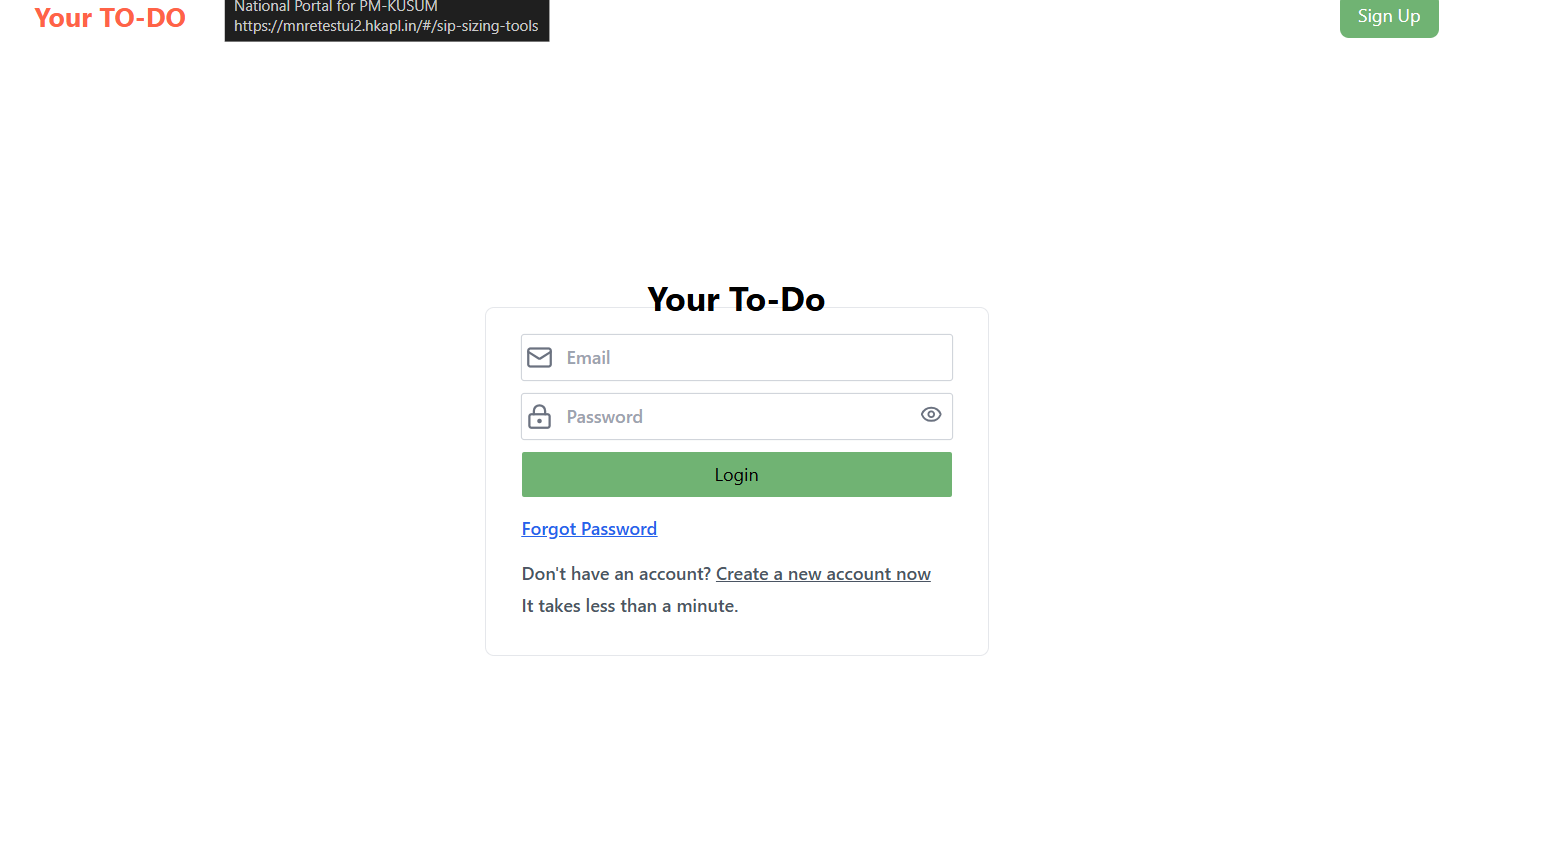 Your TO-DO
National Portal for PM-KUSUM
https://mnretestui2.hkapl.in/#/sip-sizing-tools
Sign Up
Your To-Do
Email
Password
Login
Forgot Password
Don't have an account? Create a new account now
It takes less than a minute.